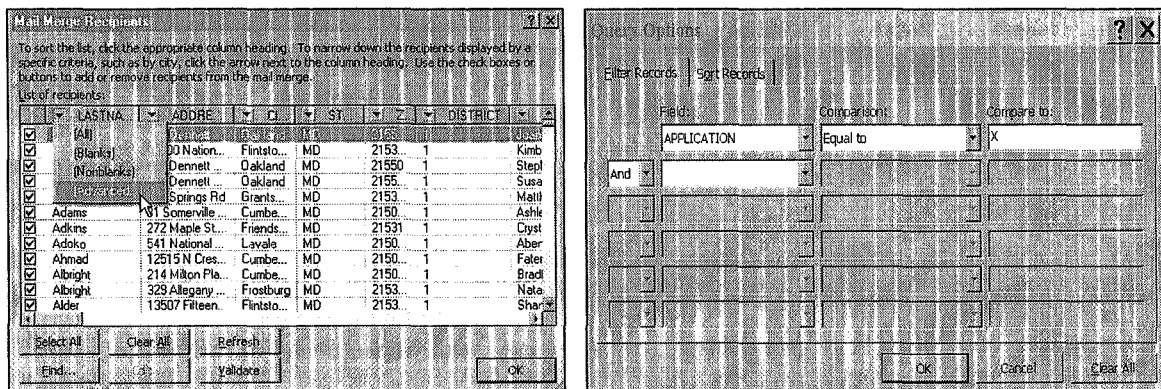 Mail Merge Recipients
To sort the list, click the appropriate column heading. To narrow down the recipients displayed by a
specific criteria, such as by city, click the arrow next to the column heading. Use the check boxes or
buttons to add or remove recipients from the mail merge.
List of recipients:
LASTNA... ADDRE... CI... ST... Z... DISTRICT
(All)
(Blanks) 00 Nation... Flintsto... MD 2153... 1 Kimb
(Nonblanks) Dennett Oakland MD 21550 1 Steph
(Advanced...) Dennett ... Oakland MD 2155... 1 Susa
Springs Rd Grants... MD 2153... 1 Matth
Adams 31 Somerville ... Cumbe... MD 2150... 1 Ashle
Adkins 272 Maple St... Friends... MD 21531 1 Cryst
Adoko 541 National ... Lavale MD 2150... 1 Aber
Ahmad 12515 N Cres... Cumbe... MD 2150... 1 Fater
Albright 214 Milton Pla... Cumbe... MD 2150... 1 Bradl
Albright 329 Allegany ... Frostburg MD 2153... 1 Nata
Alder 13507 Fifteen... Flintsto... MD 2153... 1 Shar
Select All Clear All Refresh
Find... Validate OK
Query Options
Filter Records Sort Records
Field: Comparison: Compare to:
APPLICATION Equal to X
And
OK Cancel Clear All